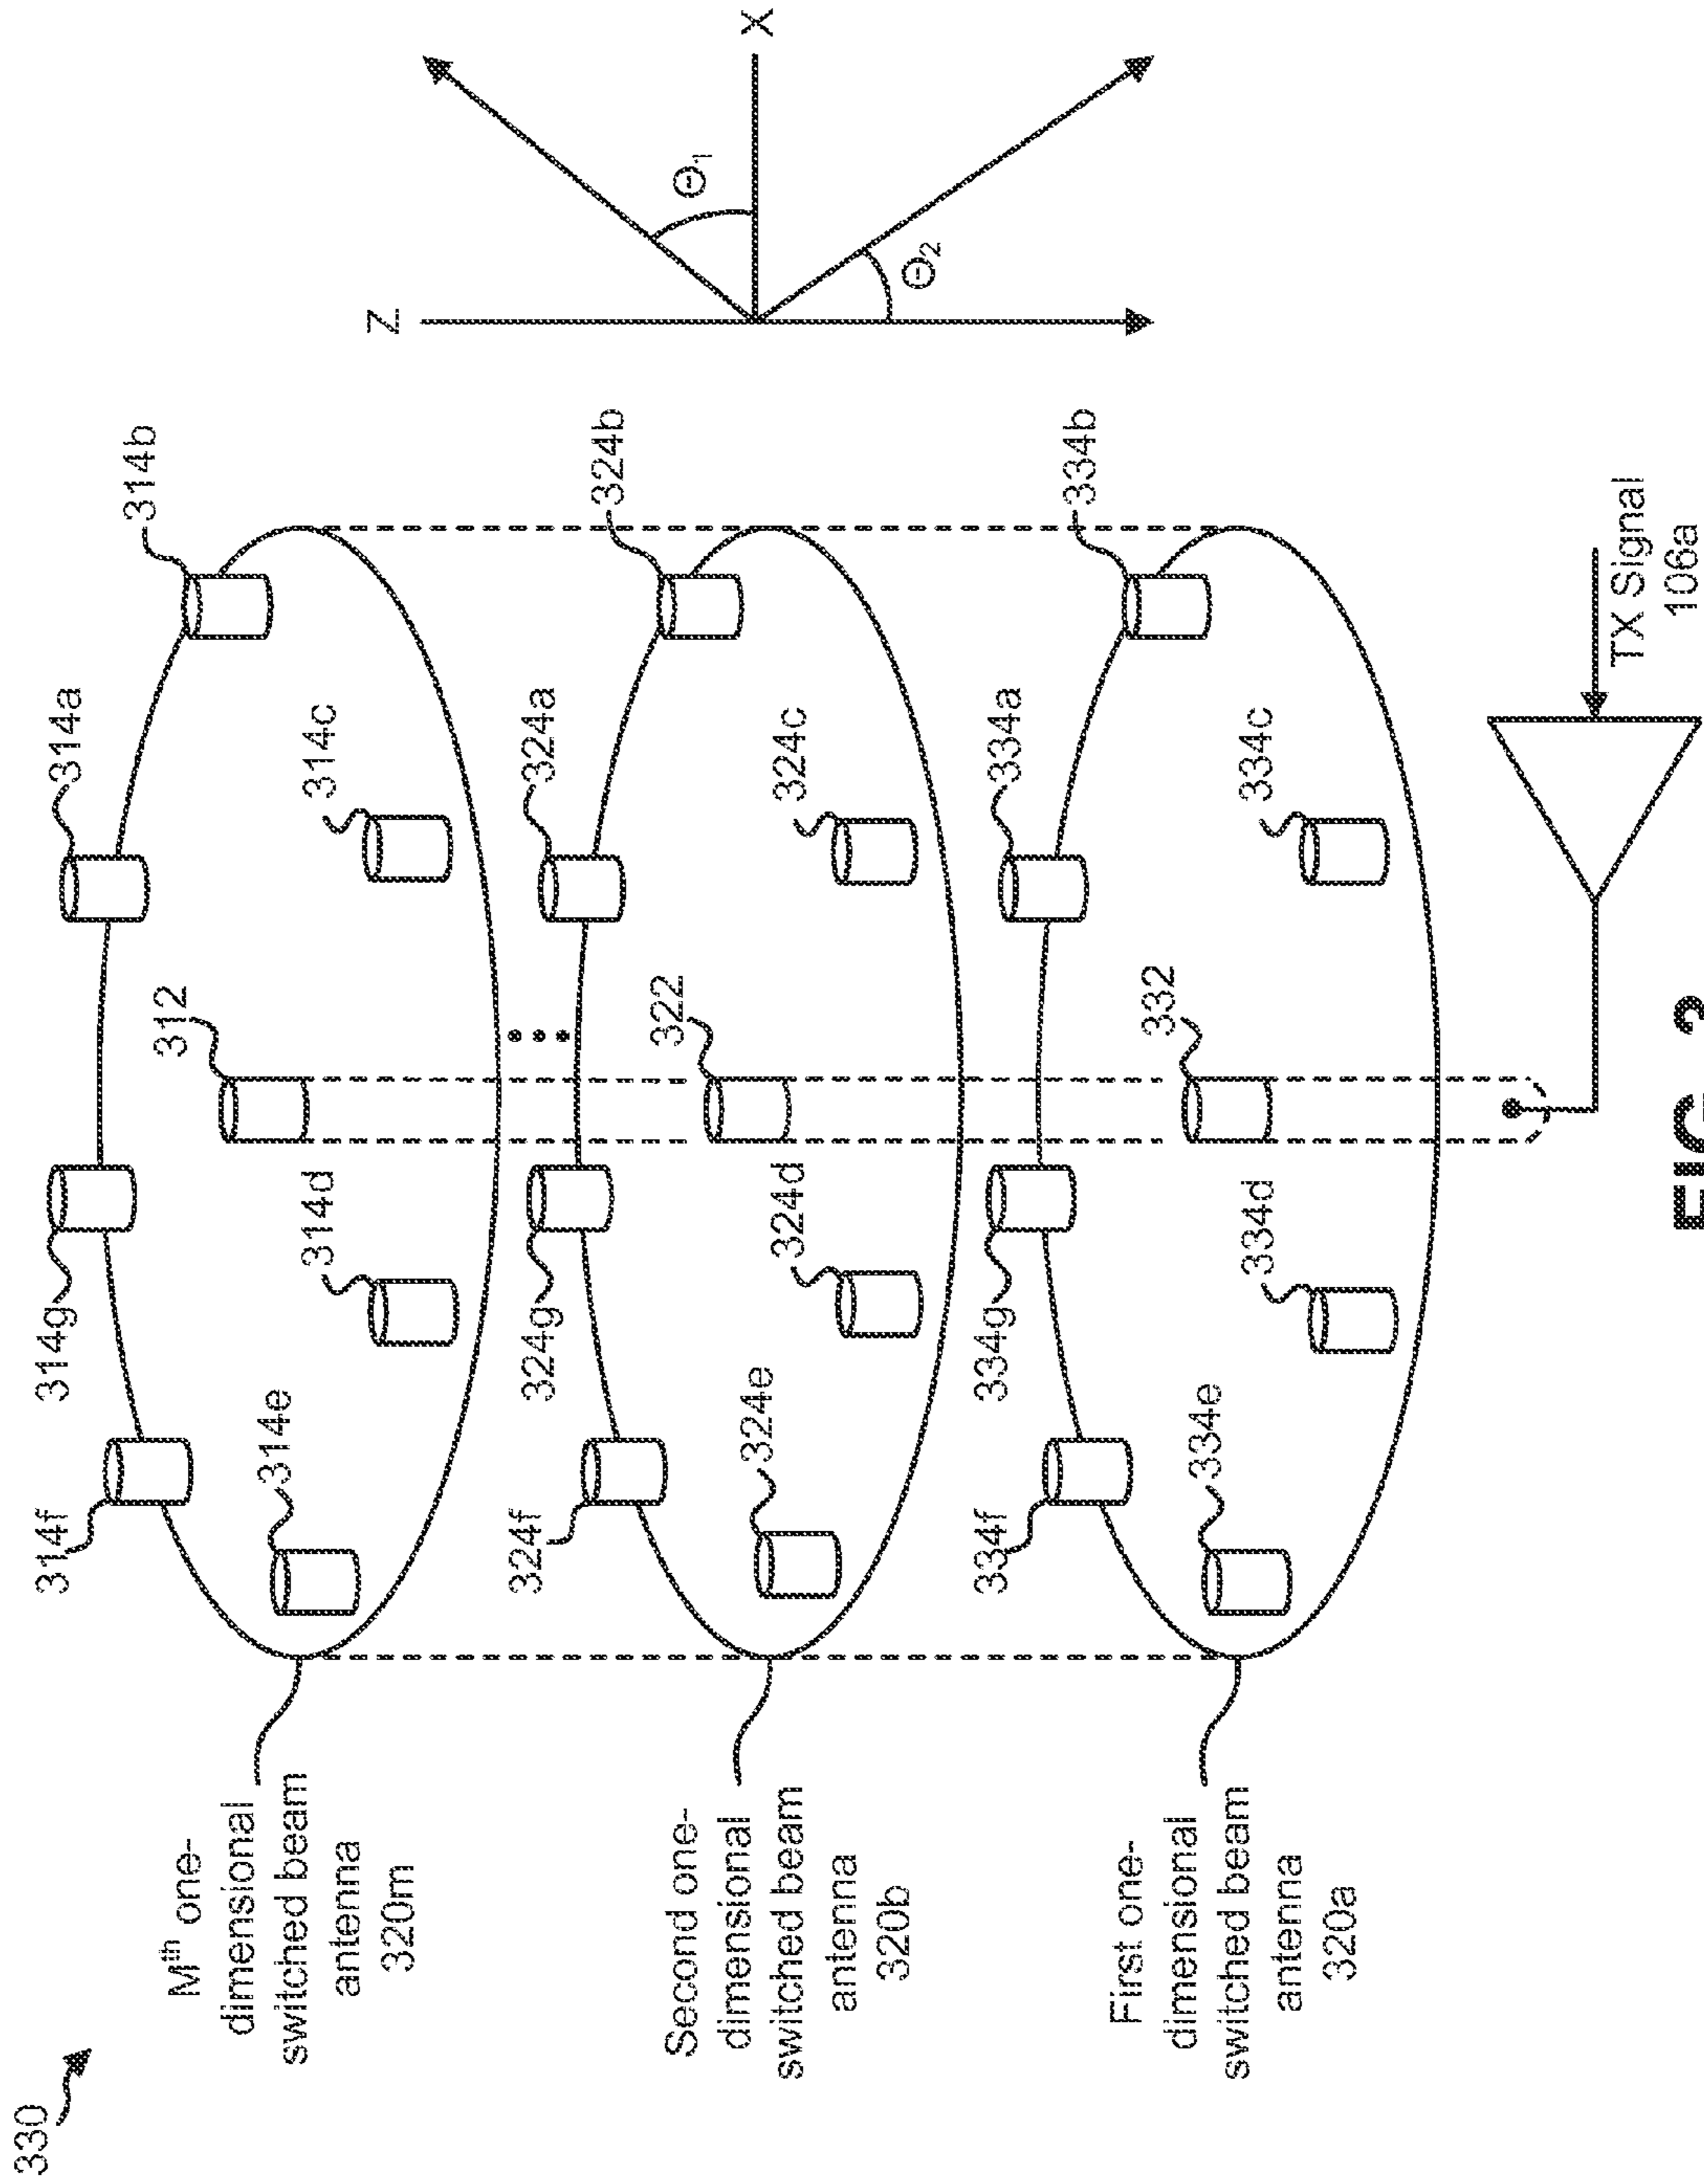 330
Mth one-
dimensional
switched beam
antenna
320m
314f
314g
314a
314b
312
314e
314d
314c
Second one-
dimensional
switched beam
antenna
320b
324f
324g
324a
324b
322
324e
324d
324c
First one-
dimensional
switched beam
antenna
320a
334f
334g
334a
334b
332
334e
334d
334c
Z
X
Θ1
Θ2
TX Signal
106a
FIG. 3